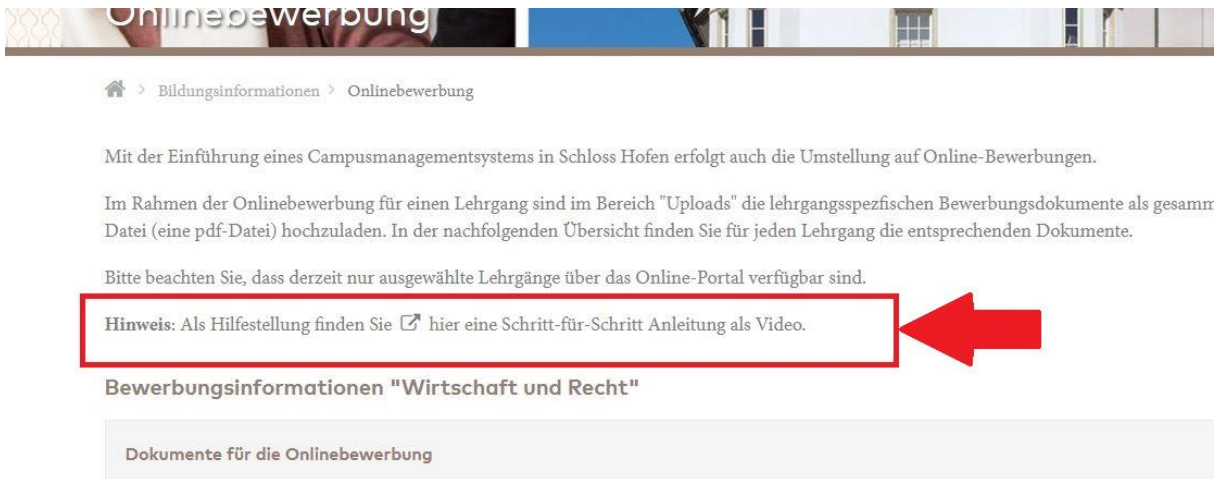 Onlinebewerbung
Bildungsinformationen > Onlinebewerbung
Mit der Einführung eines Campusmanagementsystems in Schloss Hofen erfolgt auch die Umstellung auf Online-Bewerbungen.
Im Rahmen der Onlinebewerbung für einen Lehrgang sind im Bereich "Uploads" die lehrgangsspezfischen Bewerbungsdokumente als gesamm
Datei (eine pdf-Datei) hochzuladen. In der nachfolgenden Übersicht finden Sie für jeden Lehrgang die entsprechenden Dokumente.
Bitte beachten Sie, dass derzeit nur ausgewählte Lehrgänge über das Online-Portal verfügbar sind.
Hinweis: Als Hilfestellung finden Sie hier eine Schritt-für-Schritt Anleitung als Video.
Bewerbungsinformationen "Wirtschaft und Recht"
Dokumente für die Onlinebewerbung